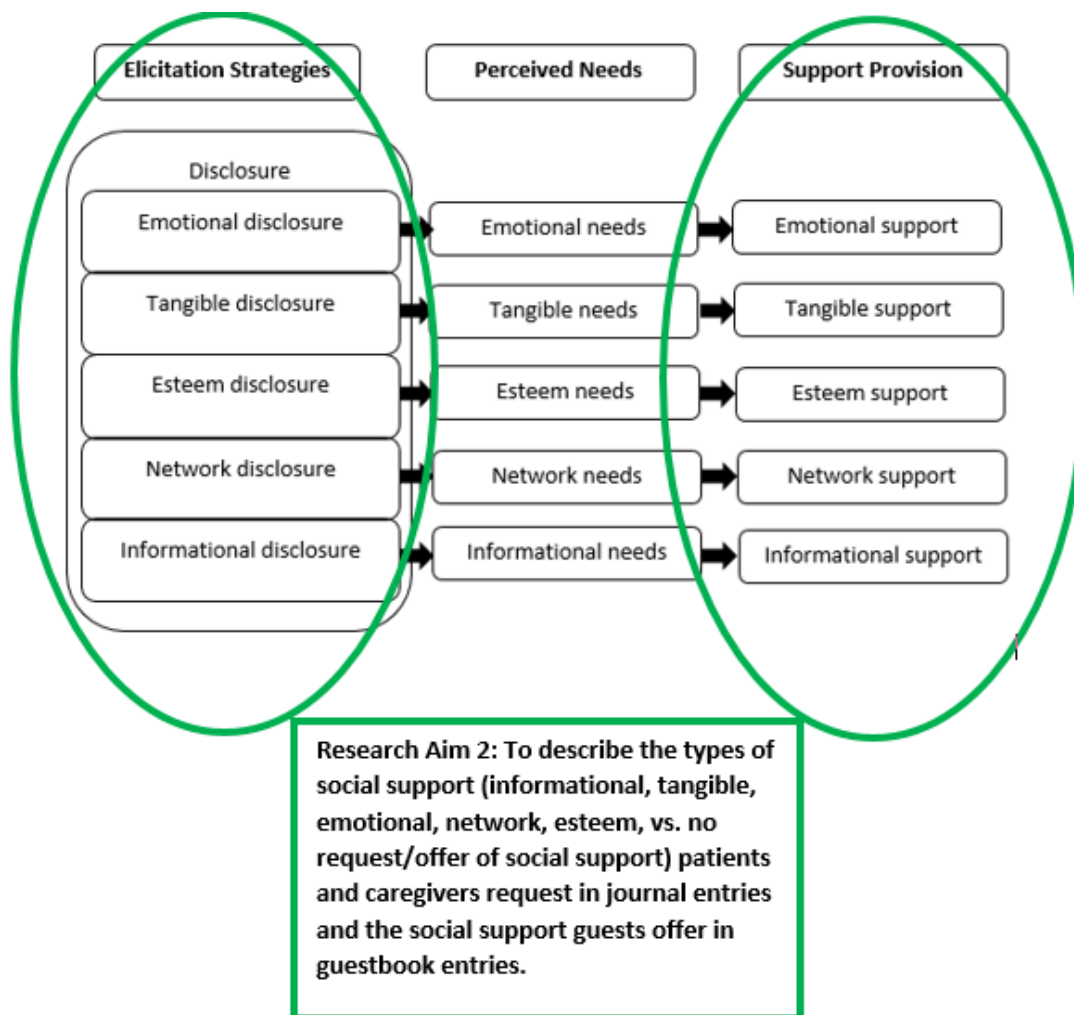 Elicitation Strategies
Perceived Needs
Support Provision
Disclosure
Emotional disclosure
Emotional needs
Emotional support
Tangible disclosure
Tangible needs
Tangible support
Esteem disclosure
Esteem needs
Esteem support
Network disclosure
Network needs
Network support
Informational disclosure
Informational needs
Informational support
Research Aim 2: To describe the types of
social support (informational, tangible,
emotional, network, esteem, vs. no
request/offer of social support) patients
and caregivers request in journal entries
and the social support guests offer in
guestbook entries.